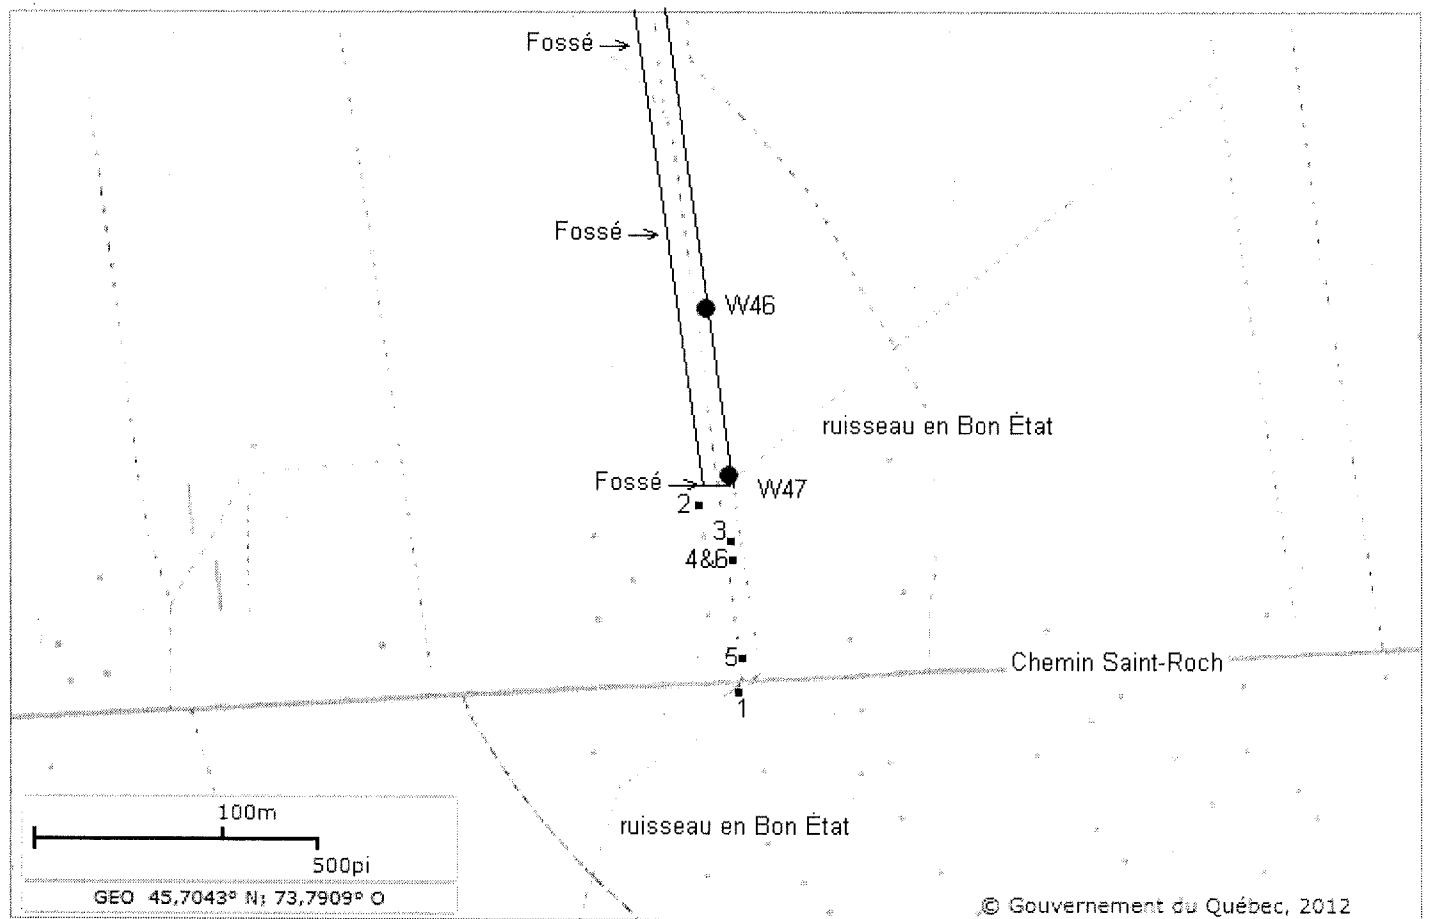 Fossé
Fossé
W46
ruisseau en Bon État
Fossé
W47
2
3
4&6
5
Chemin Saint-Roch
1
100m
500pi
ruisseau en Bon État
GEO 45,7043° N; 73,7909° O
© Gouvernement du Québec, 2012